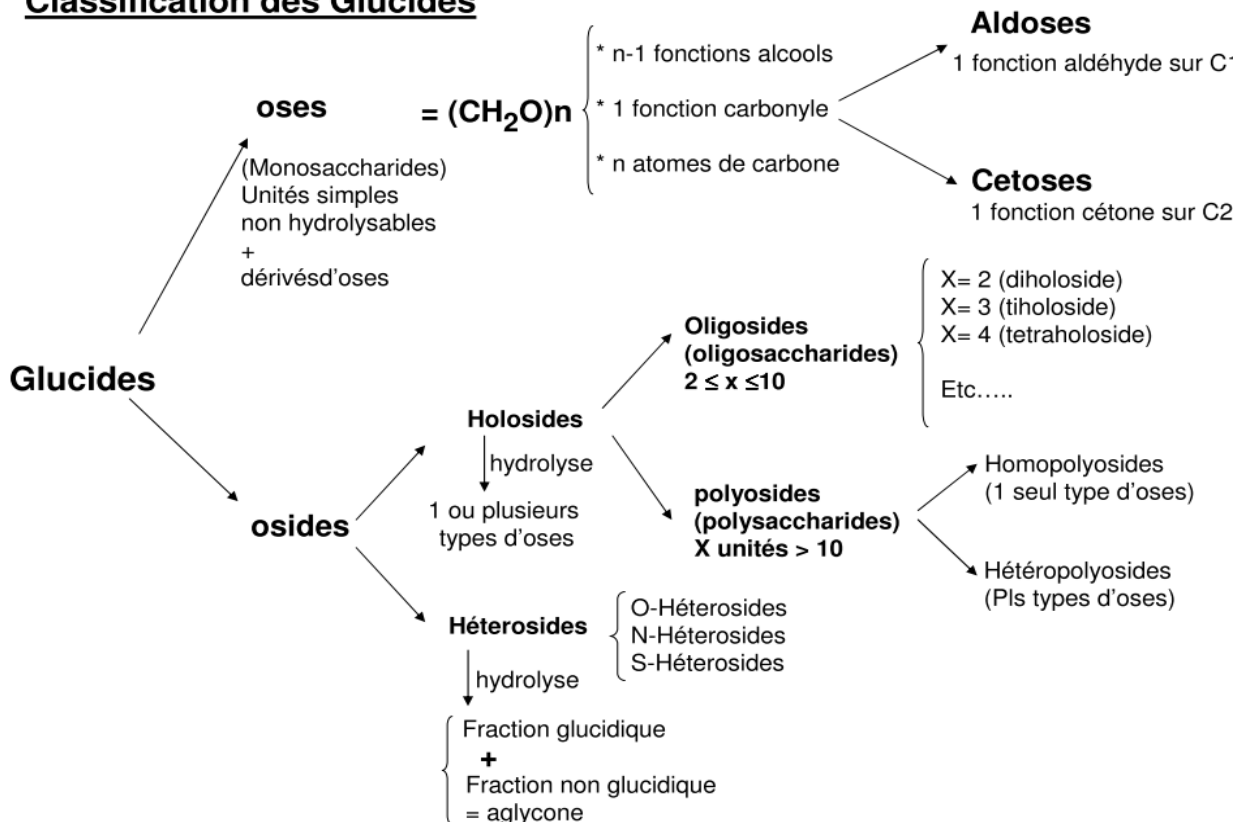 Classification des Glucides
oses
(Monosaccharides)
Unités simples
non hydrolysables
+
dérivésd’oses
= (CH₂O)n
* n-1 fonctions alcools
* 1 fonction carbonyle
* n atomes de carbone
Aldoses
1 fonction aldéhyde sur C1
Cetoses
1 fonction cétone sur C2
Glucides
osides
Holosides
hydrolyse
1 ou plusieurs
types d’oses
Oligosides
(oligosaccharides)
2 ≤ x ≤10
X= 2 (diholoside)
X= 3 (tiholoside)
X= 4 (tetraholoside)
Etc…..
polyosides
(polysaccharides)
X unités > 10
Homopolyosides
(1 seul type d’oses)
Hétéropolyosides
(Pls types d’oses)
Héterosides
O-Héterosides
N-Héterosides
S-Héterosides
hydrolyse
Fraction glucidique
+
Fraction non glucidique
= aglycone